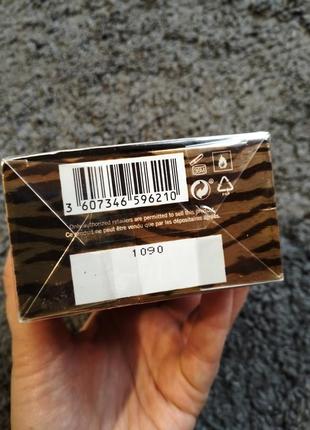 3 607346 596210
Only authorized retailers are permitted to sell this product.
Ce produit ne peut être vendu que par les dépositaires agréés.
1090